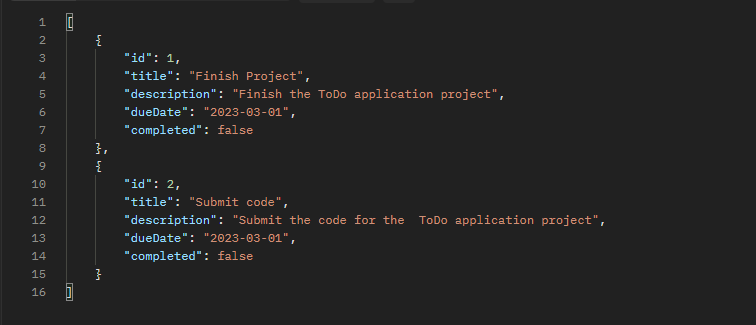 1 [
2 {
3 "id": 1,
4 "title": "Finish Project",
5 "description": "Finish the ToDo application project",
6 "dueDate": "2023-03-01",
7 "completed": false
8 },
9 {
10 "id": 2,
11 "title": "Submit code",
12 "description": "Submit the code for the  ToDo application project",
13 "dueDate": "2023-03-01",
14 "completed": false
15 }
16 ]